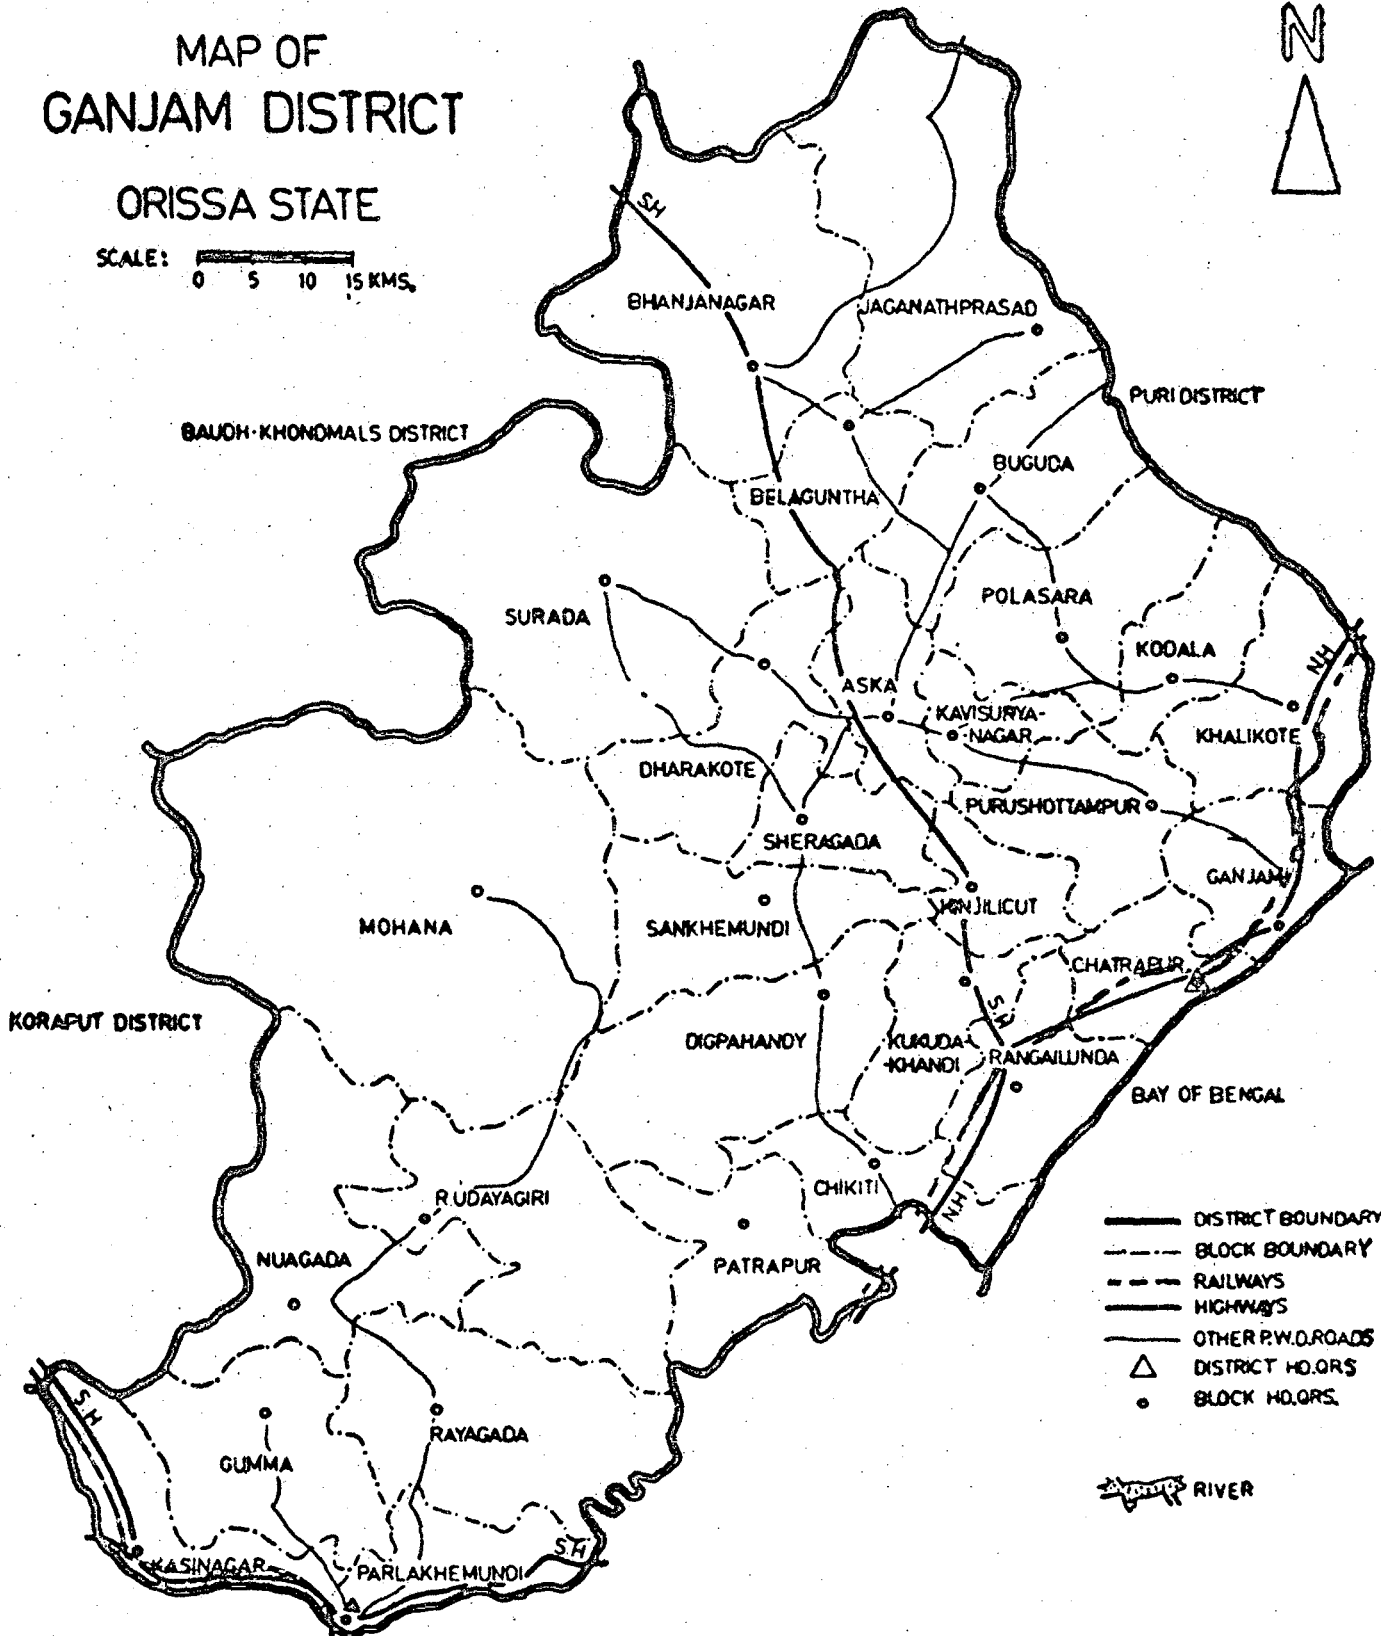 MAP OF
GANJAM DISTRICT
ORISSA STATE
SCALE:
0 5 10 15 KMS.
N
S.H
BHANJANAGAR
JAGANATHPRASAD
PURI DISTRICT
BAUDH-KHONDMALS DISTRICT
BUGUDA
BELAGUNTHA
SURADA
POLASARA
KODALA
N.H
ASKA
KAVISURYA-
NAGAR
KHALIKOTE
DHARAKOTE
PURUSHOTTAMPUR
SHERAGADA
GANJAM
MOHANA
SANKHEMUNDI
HINJILICUT
CHATRAPUR
KORAPUT DISTRICT
S.H
DIGPAHANDY
KUKUDA-
-KHANDI
RANGAILUNDA
BAY OF BENGAL
CHIKITI
R.UDAYAGIRI
N.H
NUAGADA
PATRAPUR
DISTRICT BOUNDARY
BLOCK BOUNDARY
RAILWAYS
HIGHWAYS
OTHER P.W.D.ROADS
DISTRICT HD.QRS
BLOCK HD.QRS.
S.H
RAYAGADA
GUMMA
RIVER
S.H
KASINAGAR
PARLAKHEMUNDI